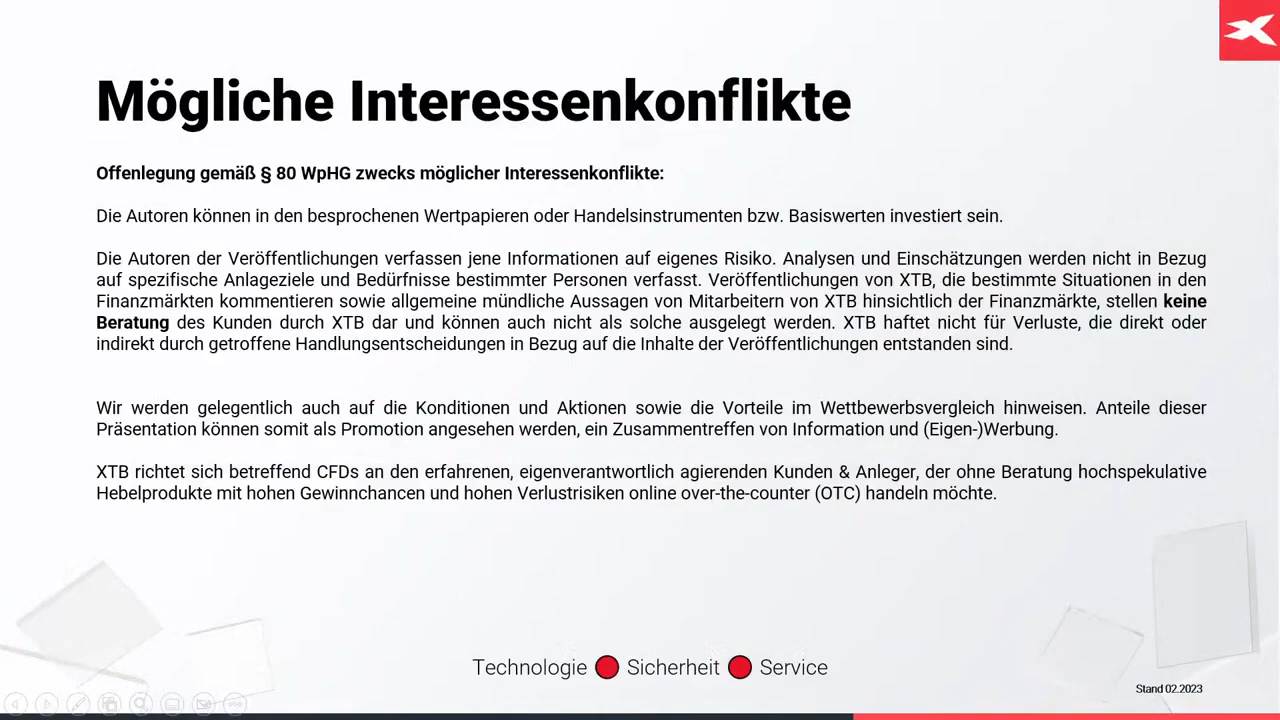 Mögliche Interessenkonflikte
Offenlegung gemäß § 80 WpHG zwecks möglicher Interessenkonflikte:
Die Autoren können in den besprochenen Wertpapieren oder Handelsinstrumenten bzw. Basiswerten investiert sein.
Die Autoren der Veröffentlichungen verfassen jene Informationen auf eigenes Risiko. Analysen und Einschätzungen werden nicht in Bezug
auf spezifische Anlageziele und Bedürfnisse bestimmter Personen verfasst. Veröffentlichungen von XTB, die bestimmte Situationen in den
Finanzmärkten kommentieren sowie allgemeine mündliche Aussagen von Mitarbeitern von XTB hinsichtlich der Finanzmärkte, stellen keine
Beratung des Kunden durch XTB dar und können auch nicht als solche ausgelegt werden. XTB haftet nicht für Verluste, die direkt oder
indirekt durch getroffene Handlungsentscheidungen in Bezug auf die Inhalte der Veröffentlichungen entstanden sind.
Wir werden gelegentlich auch auf die Konditionen und Aktionen sowie die Vorteile im Wettbewerbsvergleich hinweisen. Anteile dieser
Präsentation können somit als Promotion angesehen werden, ein Zusammentreffen von Information und (Eigen-)Werbung.
XTB richtet sich betreffend CFDs an den erfahrenen, eigenverantwortlich agierenden Kunden & Anleger, der ohne Beratung hochspekulative
Hebelprodukte mit hohen Gewinnchancen und hohen Verlustrisiken online over-the-counter (OTC) handeln möchte.
Technologie Sicherheit Service
Stand 02.2023